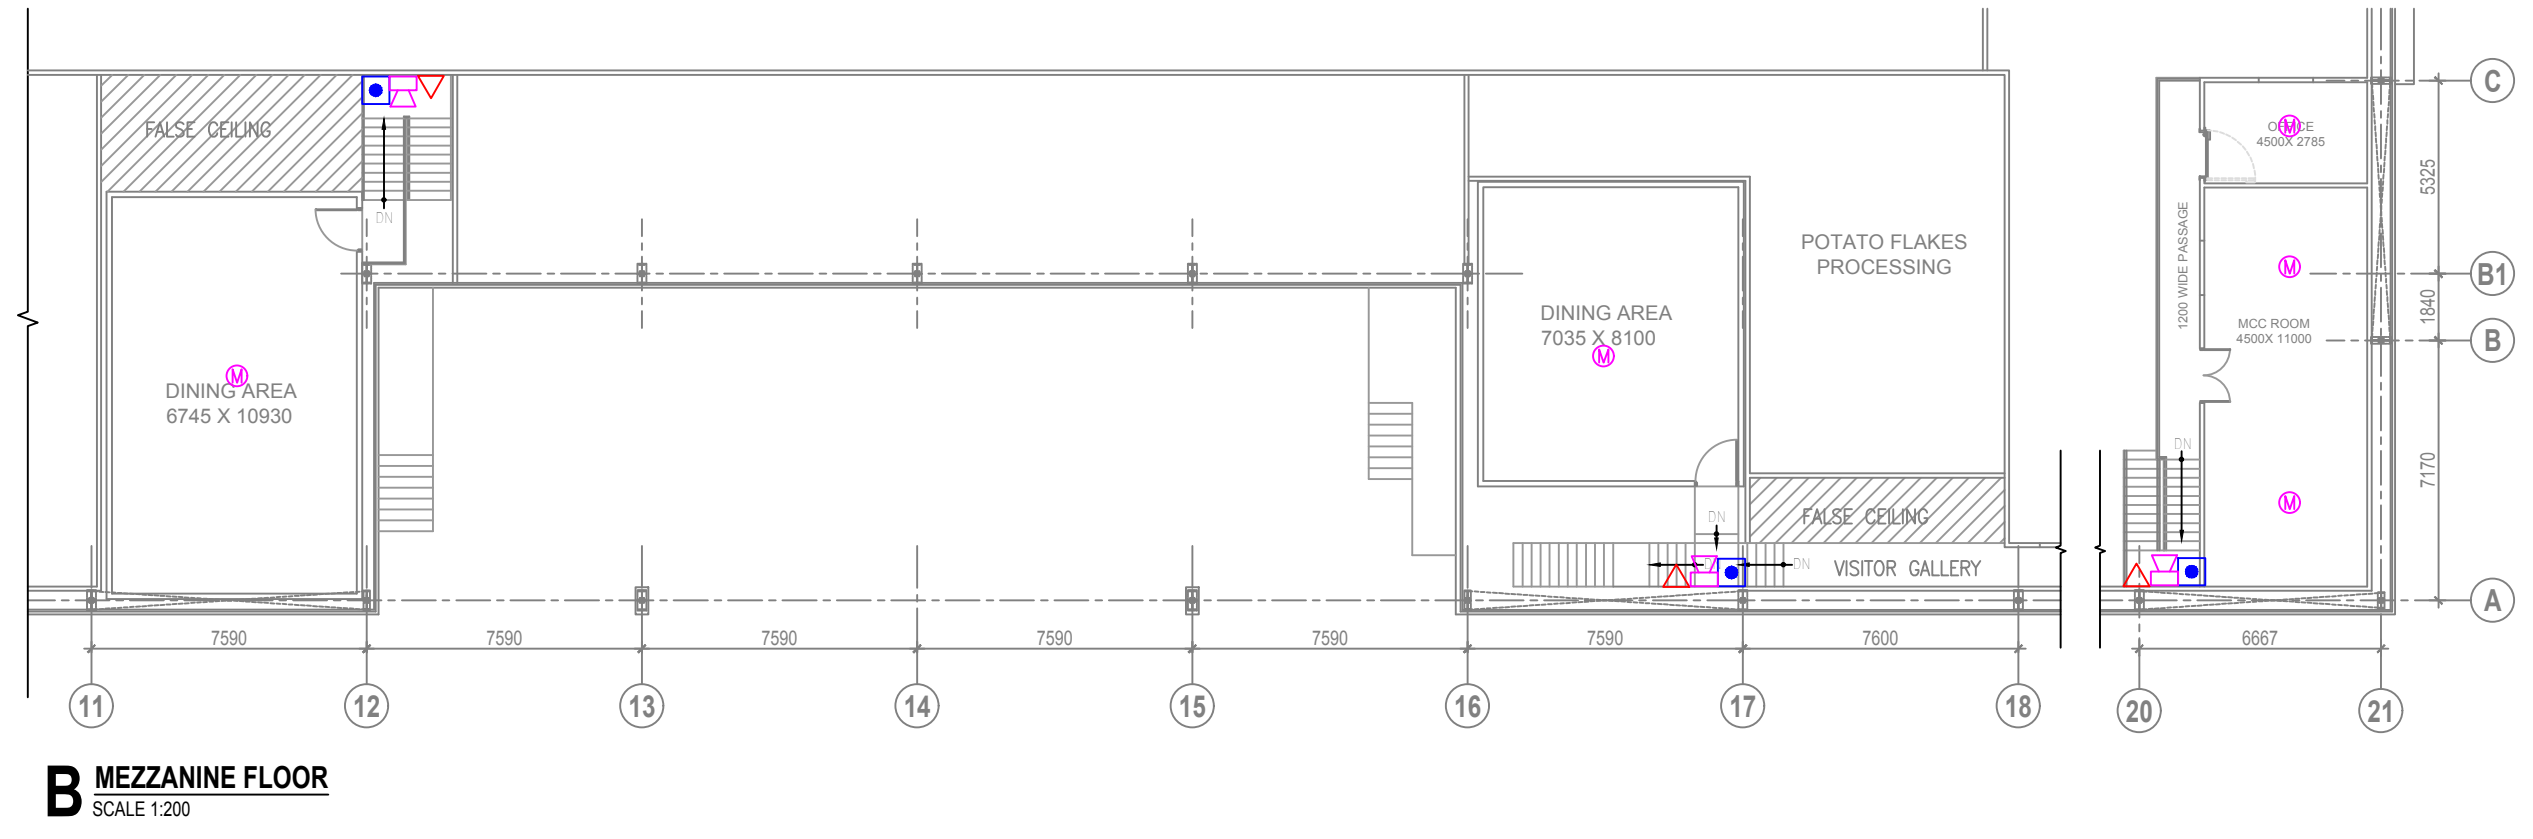 FALSE CEILING
DN
DINING AREA
6745 X 10930
M
DINING AREA
7035 X 8100
M
POTATO FLAKES
PROCESSING
FALSE CEILING
VISITOR GALLERY
DN
DN
1200 WIDE PASSAGE
4500X 2785
M
M
MCC ROOM
4500X 11000
M
DN
C
B1
B
A
5325
1840
7170
7590
7590
7590
7590
7590
7590
7600
6667
11
12
13
14
15
16
17
18
20
21
B MEZZANINE FLOOR
SCALE 1:200